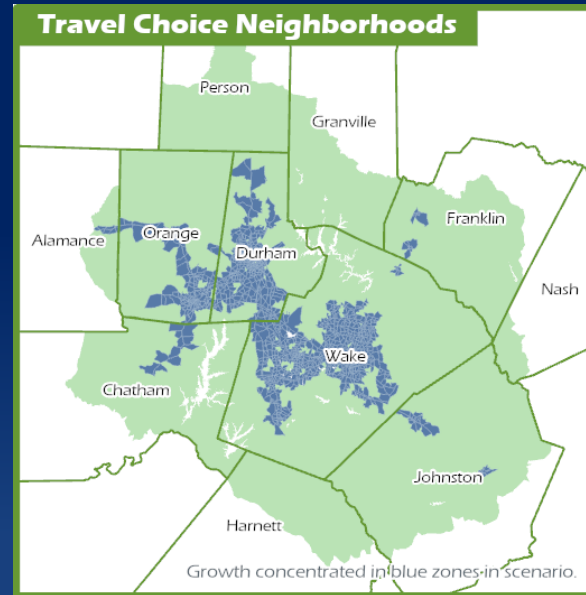 Travel Choice Neighborhoods
Person
Granville
Franklin
Alamance
Orange
Durham
Nash
Wake
Chatham
Johnston
Harnett
Growth concentrated in blue zones in scenario.